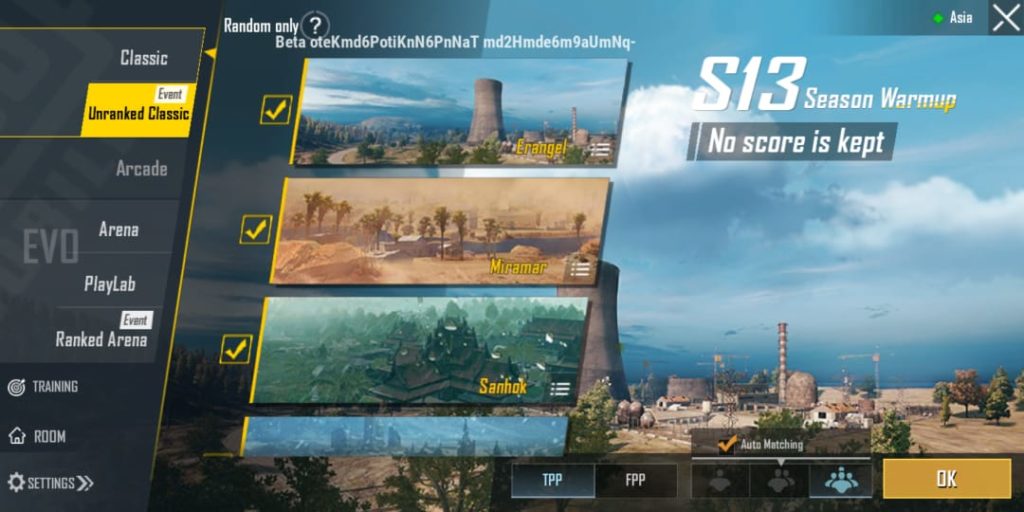 Random only ?
Asia
Beta oteKmd6PotiKnN6PnNaT md2Hmde6m9aUmNq-
Classic
Event
Unranked Classic
Arcade
EVO
Arena
PlayLab
Event
Ranked Arena
TRAINING
ROOM
SETTINGS
Erangel
Miramar
Sanhok
S13 Season Warmup
No score is kept
Auto Matching
TPP
FPP
OK